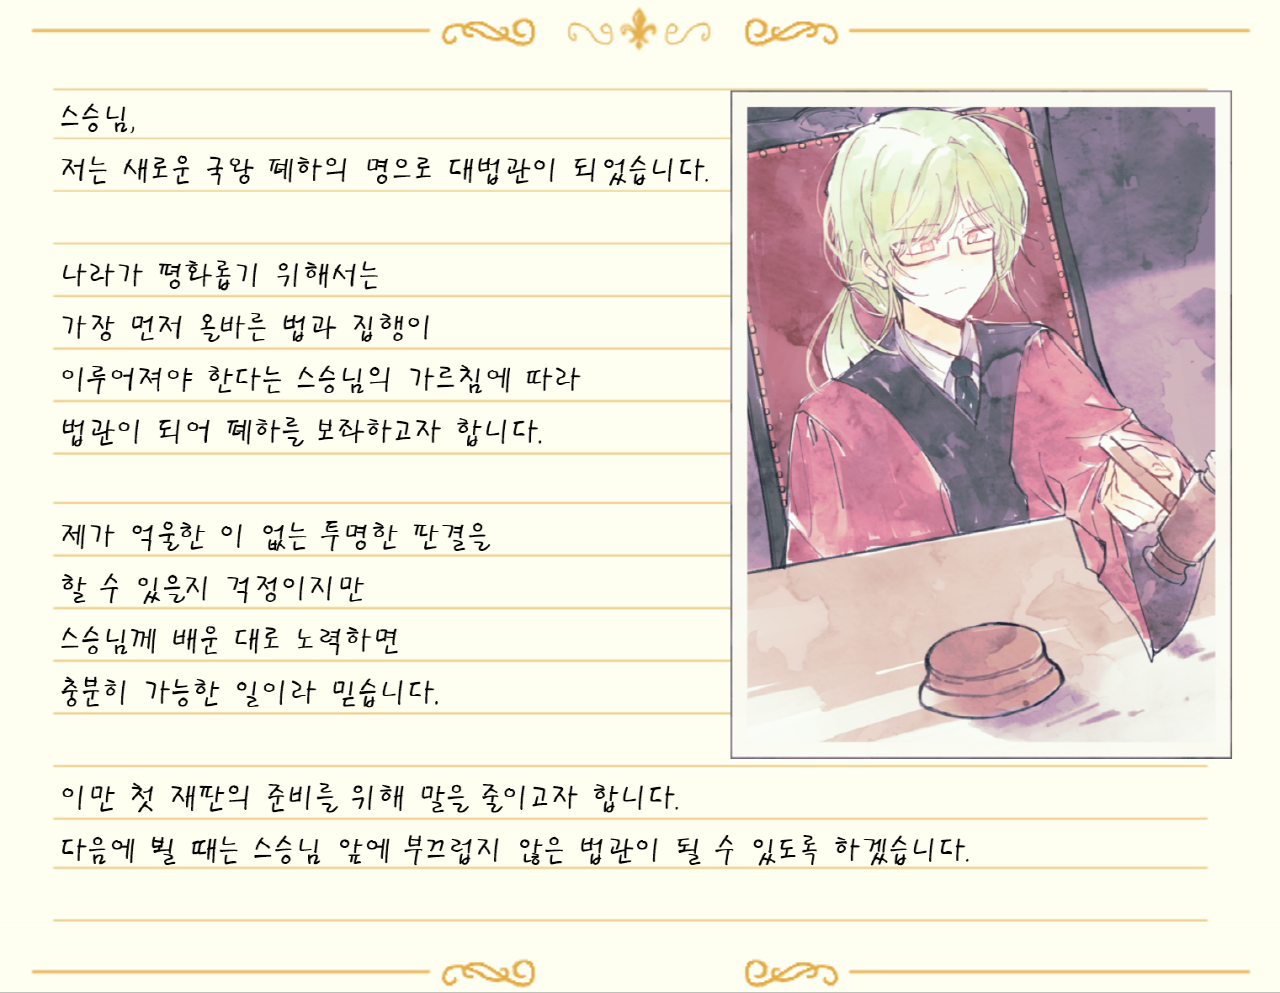 스승님,
저는 새로운 국왕 폐하의 명으로 대법관이 되었습니다.
나라가 평화롭기 위해서는
가장 먼저 올바른 법과 집행이
이루어져야 한다는 스승님의 가르침에 따라
법관이 되어 폐하를 보좌하고자 합니다.
제가 억울한 이 없는 투명한 판결을
할 수 있을지 걱정이지만
스승님께 배운 대로 노력하면
충분히 가능한 일이라 믿습니다.
이만 첫 재판의 준비를 위해 말을 줄이고자 합니다.
다음에 뵐 때는 스승님 앞에 부끄럽지 않은 법관이 될 수 있도록 하겠습니다.